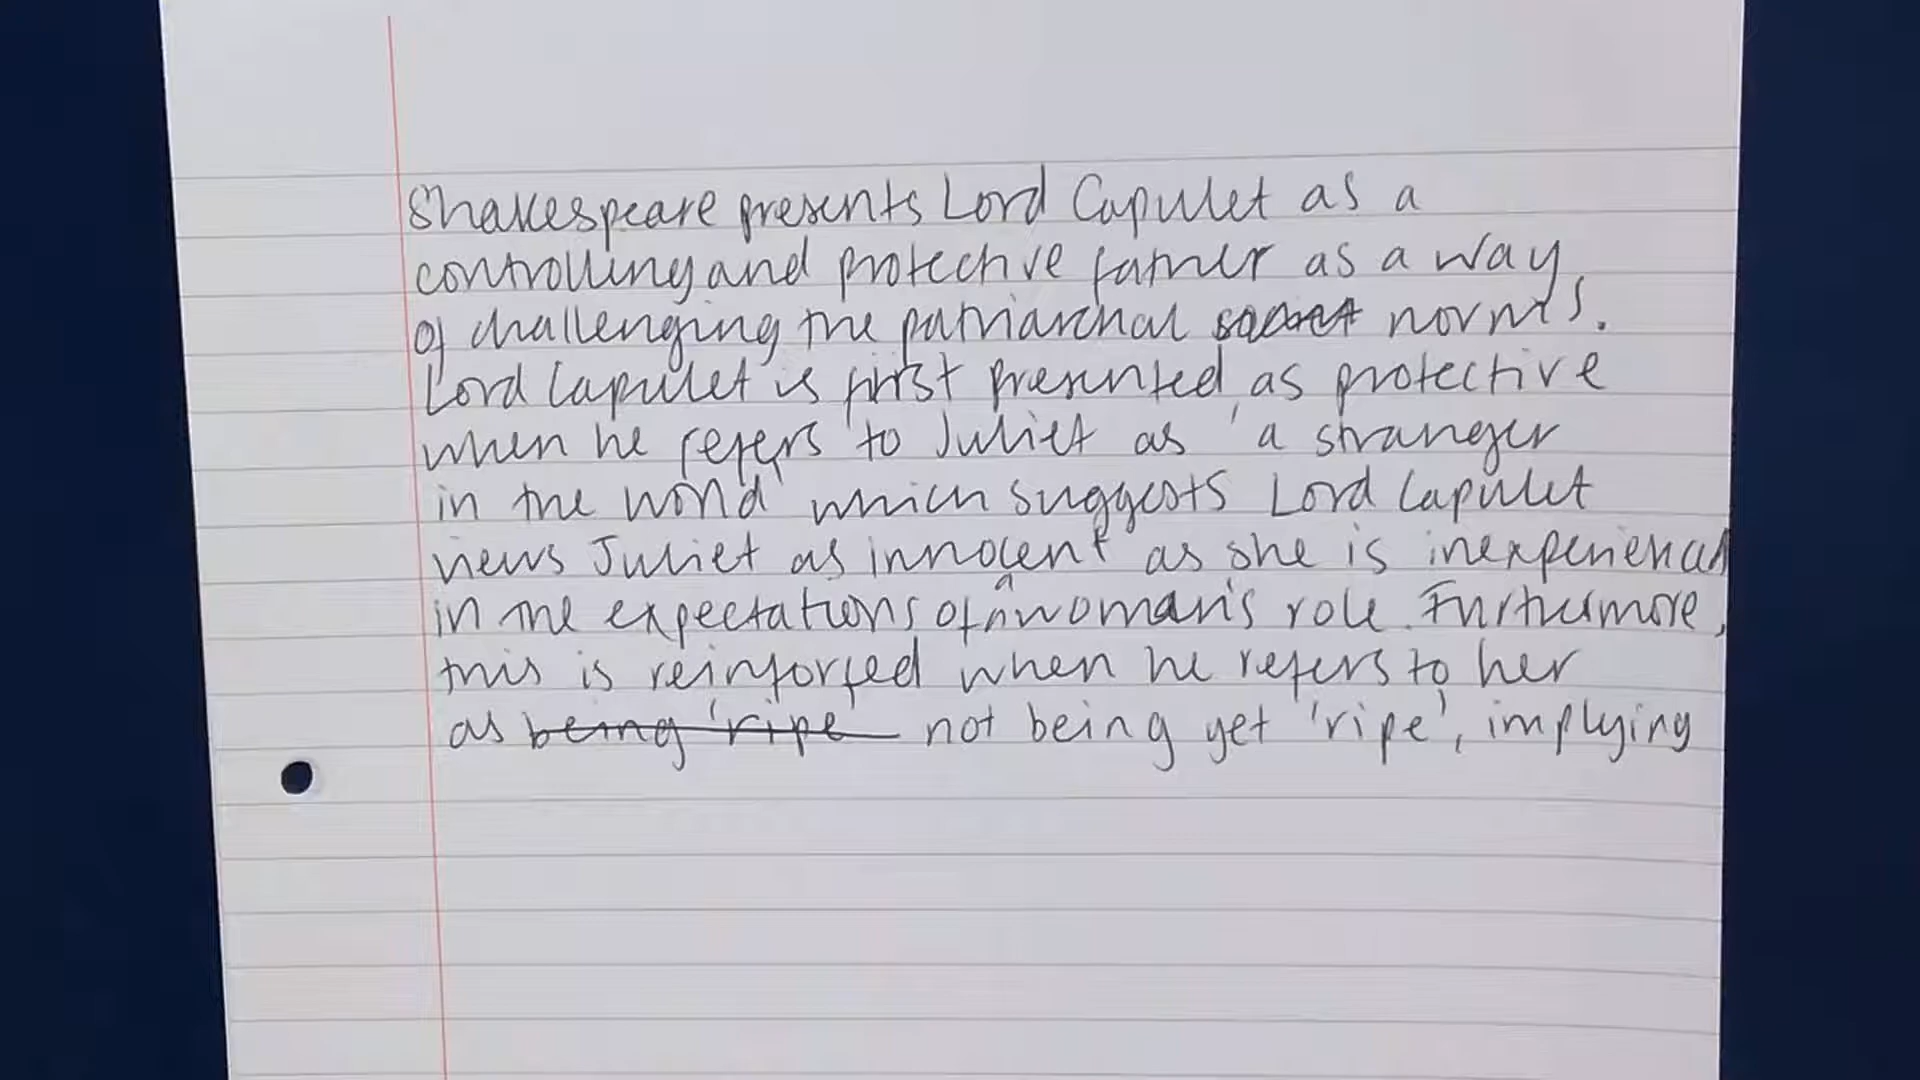 Shakespeare presents Lord Capulet as a
controlling and protective father as a way
of challenging the patriarchal norms.
Lord Capulet is first presented as protective
when he refers to Juliet as 'a stranger
in the world' which suggests Lord Capulet
views Juliet as innocent as she is inexperienced
in the expectations of a woman's role. Furthermore,
this is reinforced when he refers to her
as being 'ripe' not being yet 'ripe', implying